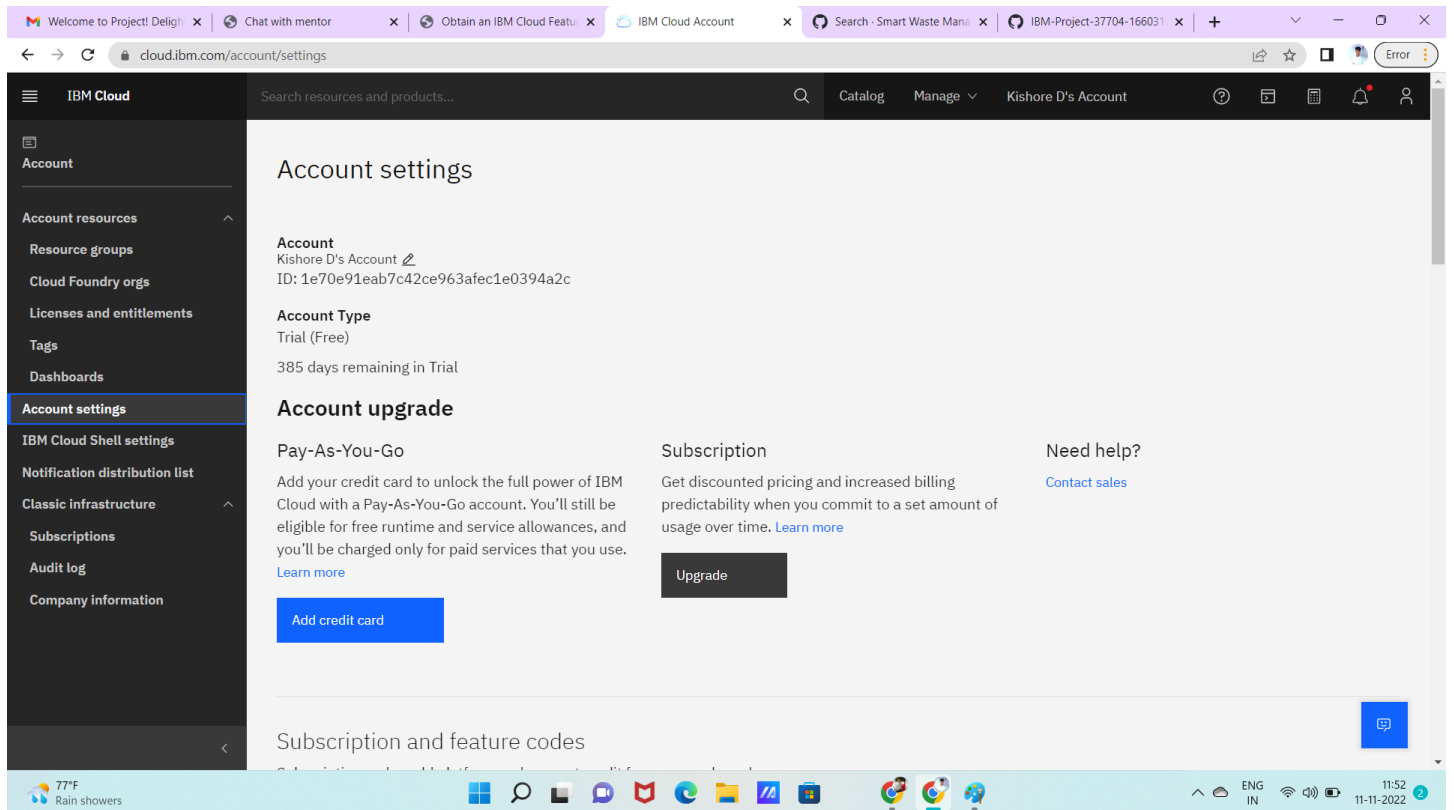 Welcome to Project! Deligh
Chat with mentor
Obtain an IBM Cloud Featu
IBM Cloud Account
Search · Smart Waste Mana
IBM-Project-37704-166031
cloud.ibm.com/account/settings
Error
IBM Cloud
Search resources and products...
Catalog
Manage
Kishore D's Account
Account
Account resources
Resource groups
Cloud Foundry orgs
Licenses and entitlements
Tags
Dashboards
Account settings
IBM Cloud Shell settings
Notification distribution list
Classic infrastructure
Subscriptions
Audit log
Company information
Account settings
Account
Kishore D's Account
ID: 1e70e91eab7c42ce963afec1e0394a2c
Account Type
Trial (Free)
385 days remaining in Trial
Account upgrade
Pay-As-You-Go
Add your credit card to unlock the full power of IBM
Cloud with a Pay-As-You-Go account. You’ll still be
eligible for free runtime and service allowances, and
you’ll be charged only for paid services that you use.
Learn more
Add credit card
Subscription
Get discounted pricing and increased billing
predictability when you commit to a set amount of
usage over time. Learn more
Upgrade
Need help?
Contact sales
Subscription and feature codes
77°F
Rain showers
ENG
IN
11:52
11-11-2022
2